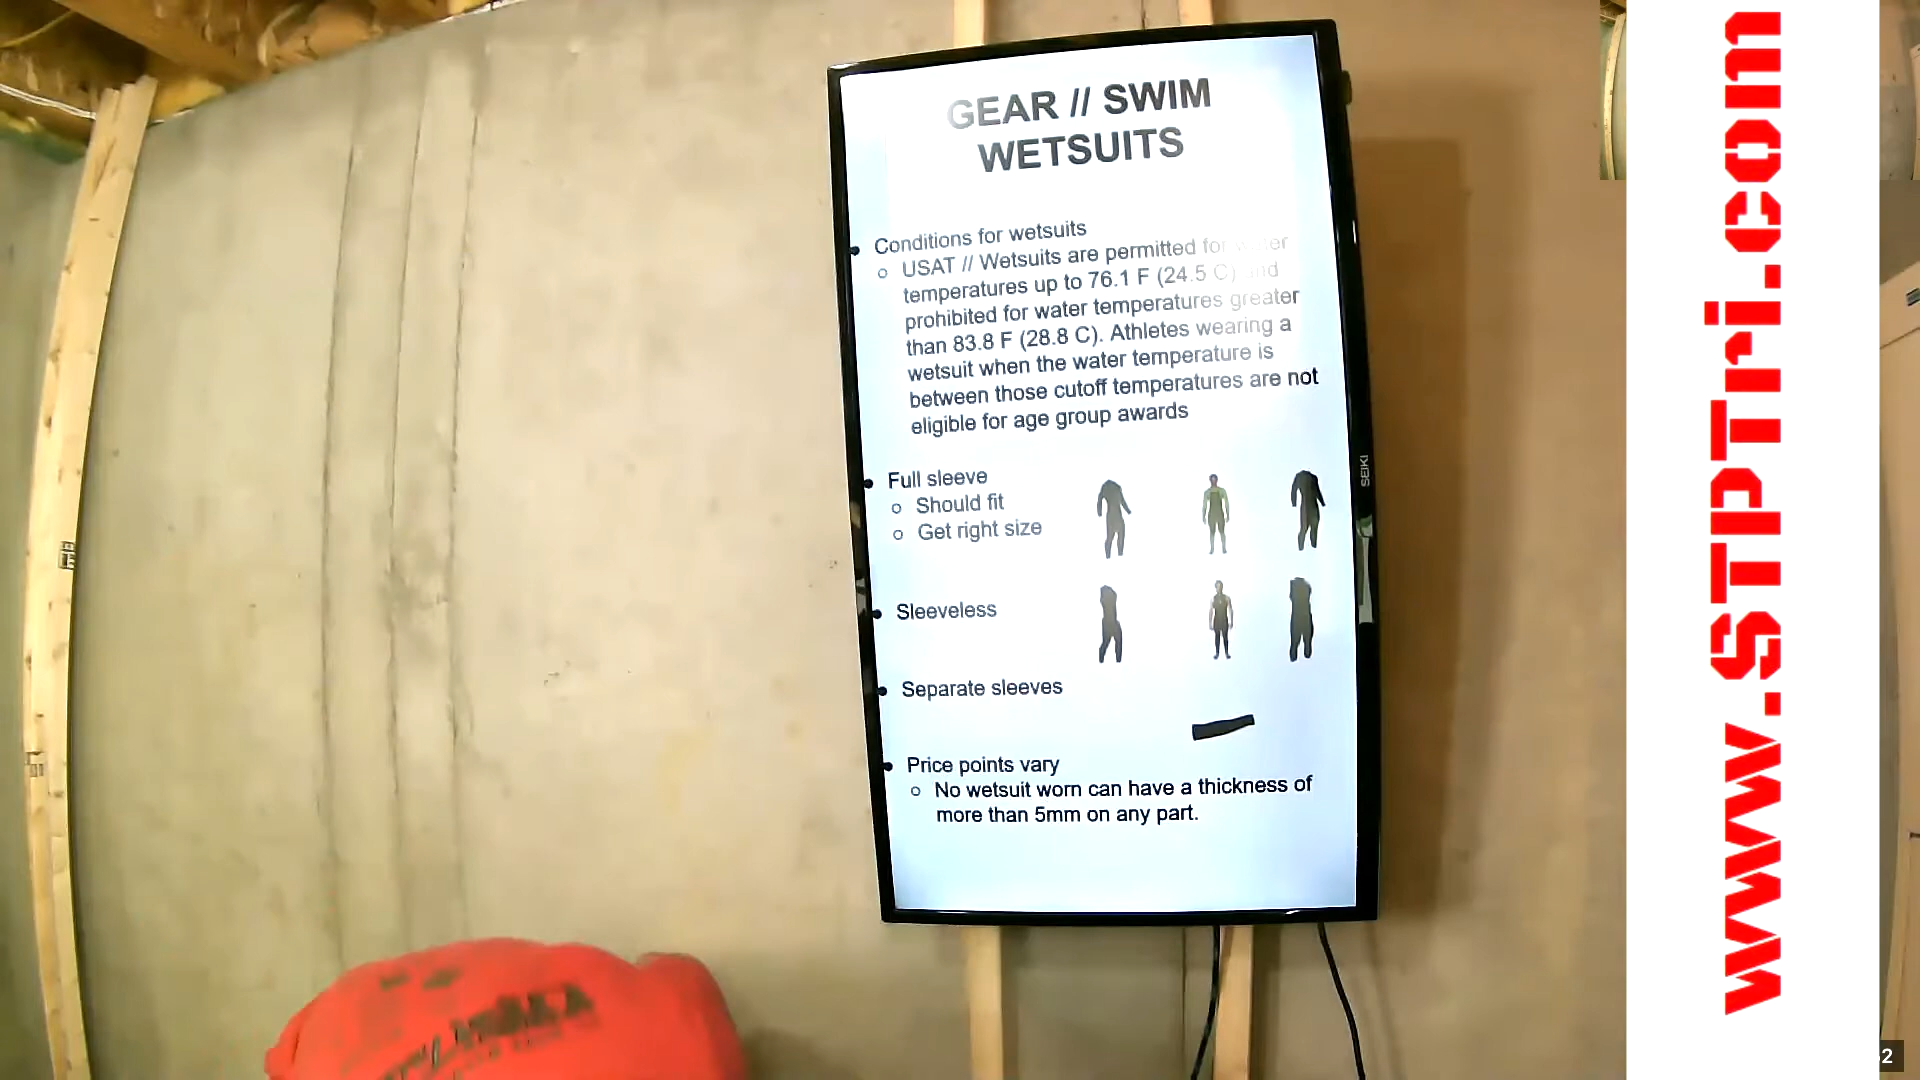 GEAR // SWIM
WETSUITS
Conditions for wetsuits
USAT // Wetsuits are permitted for water
temperatures up to 76.1 F (24.5 C) and
prohibited for water temperatures greater
than 83.8 F (28.8 C). Athletes wearing a
wetsuit when the water temperature is
between those cutoff temperatures are not
eligible for age group awards
Full sleeve
Should fit
Get right size
Sleeveless
Separate sleeves
Price points vary
No wetsuit worn can have a thickness of
more than 5mm on any part.
SEIKI
www.STPTri.com